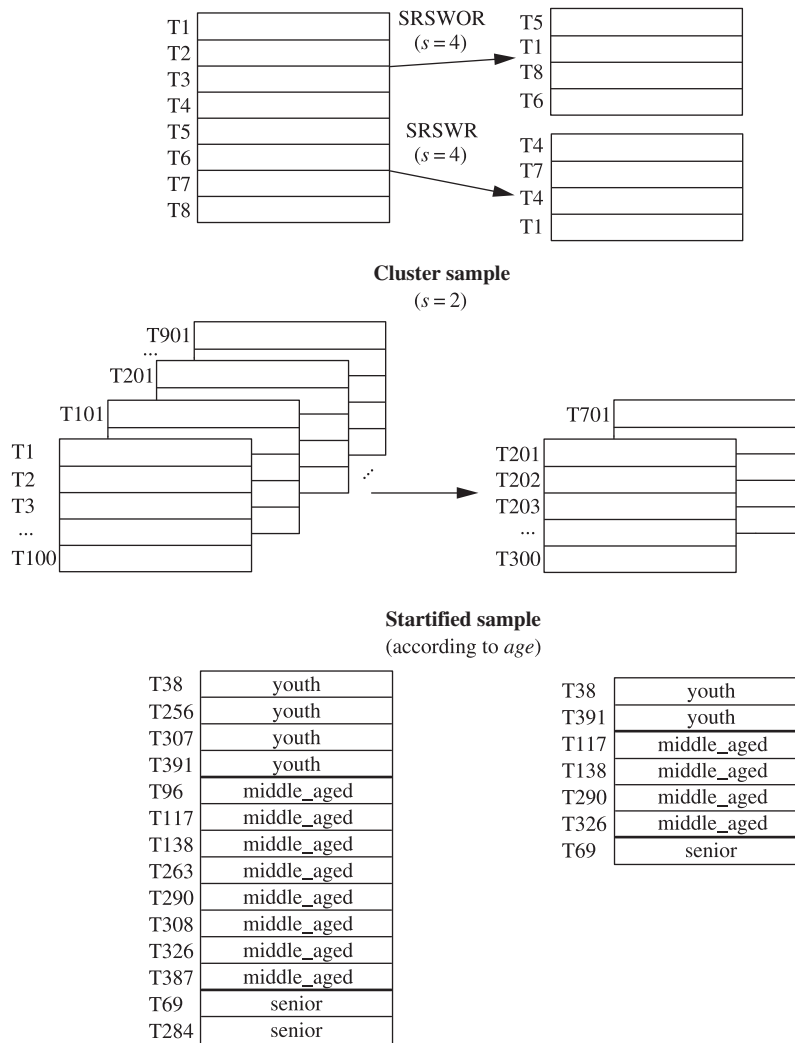 T1
T2
T3
T4
T5
T6
T7
T8
SRSWOR
(s = 4)
SRSWR
(s = 4)
T5
T1
T8
T6
T4
T7
T4
T1
Cluster sample
(s = 2)
T901
...
T201
T101
T1
T2
T3
...
T100
...
T701
T201
T202
T203
...
T300
Startified sample
(according to age)
T38 youth
T256 youth
T307 youth
T391 youth
T96 middle_aged
T117 middle_aged
T138 middle_aged
T263 middle_aged
T290 middle_aged
T308 middle_aged
T326 middle_aged
T387 middle_aged
T69 senior
T284 senior
T38 youth
T391 youth
T117 middle_aged
T138 middle_aged
T290 middle_aged
T326 middle_aged
T69 senior